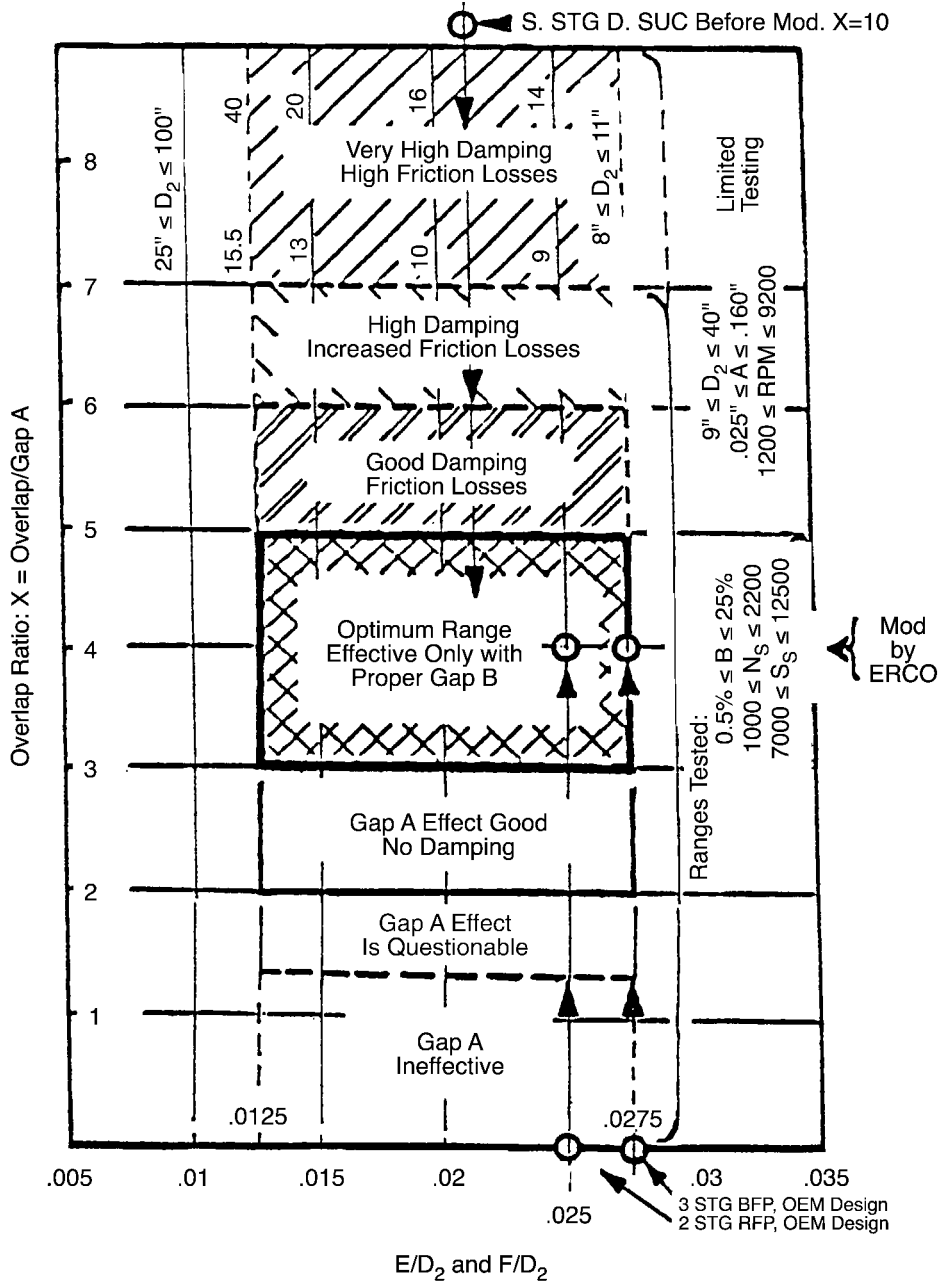 S. STG D. SUC Before Mod. X=10
25" ≤ D2 ≤ 100"
40
20
16
14
8" ≤ D2 ≤ 11"
Limited
Testing
Very High Damping
High Friction Losses
15.5
13
10
9
8
7
High Damping
Increased Friction Losses
9" ≤ D2 ≤ 40"
.025" ≤ A ≤ .160"
1200 ≤ RPM ≤ 9200
6
Good Damping
Friction Losses
5
Overlap Ratio: X = Overlap/Gap A
Optimum Range
Effective Only with
Proper Gap B
4
Ranges Tested:
0.5% ≤ B ≤ 25%
1000 ≤ NS ≤ 2200
7000 ≤ SS ≤ 12500
Mod
by
ERCO
3
Gap A Effect Good
No Damping
2
Gap A Effect
Is Questionable
1
Gap A
Ineffective
.0125
.0275
.005
.01
.015
.02
.025
.03
.035
3 STG BFP, OEM Design
2 STG RFP, OEM Design
E/D2 and F/D2